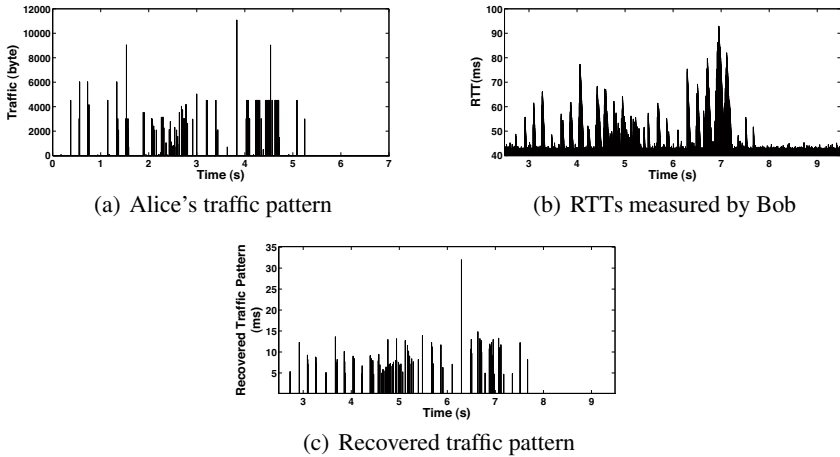 12000
10000
8000
6000
4000
2000
0
Traffic (byte)
0 1 2 3 4 5 6 7
Time (s)
(a) Alice's traffic pattern
100
90
80
70
60
50
40
RTT(ms)
3 4 5 6 7 8 9
Time (s)
(b) RTTs measured by Bob
35
30
25
20
15
10
5
Recovered Traffic Pattern
(ms)
3 4 5 6 7 8 9
Time (s)
(c) Recovered traffic pattern